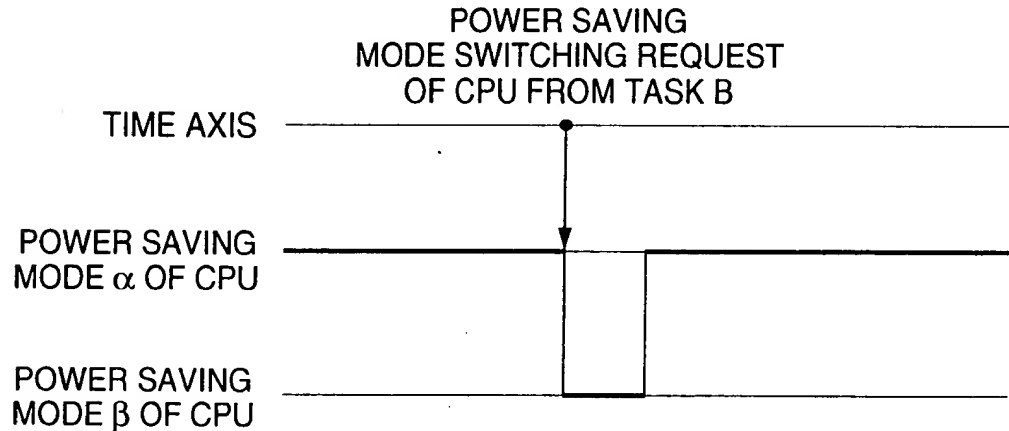 POWER SAVING
MODE SWITCHING REQUEST
OF CPU FROM TASK B
TIME AXIS
POWER SAVING
MODE α OF CPU
POWER SAVING
MODE β OF CPU